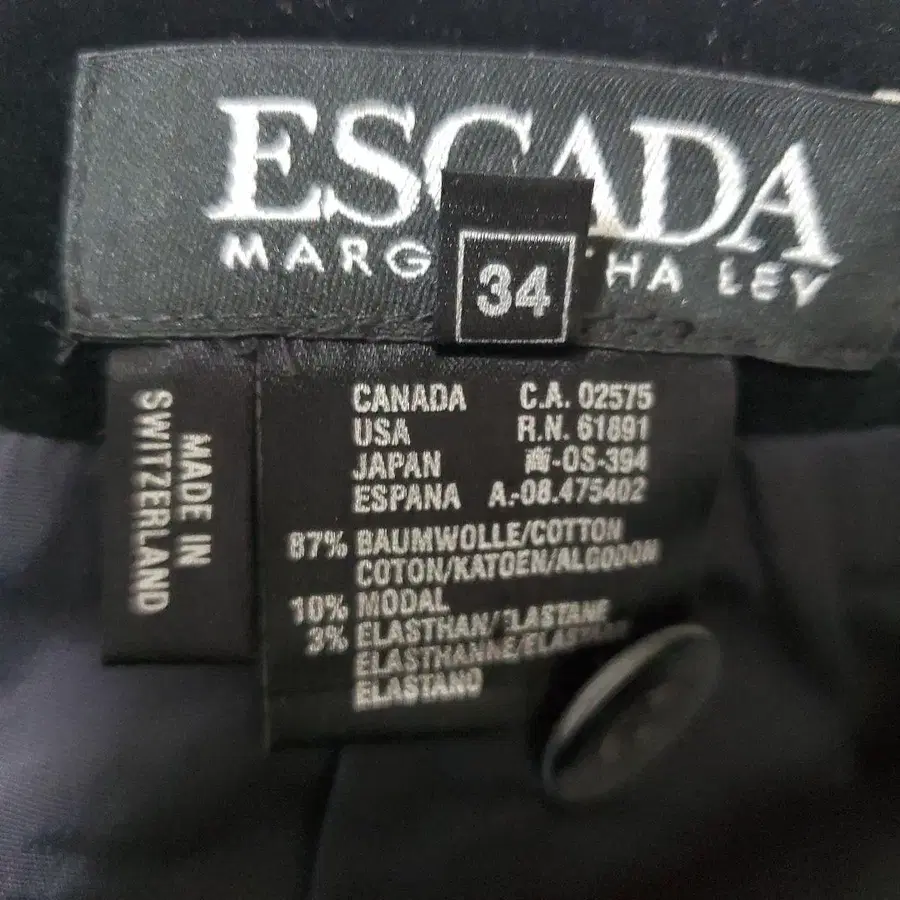 ESCADA
MARG HA LEY
34
MADE IN
SWITZERLAND
CANADA C.A. 02575
USA R.N. 61891
JAPAN 商-OS-394
ESPANA A.-08.475402
87% BAUMWOLLE/COTTON
COTON/KATOEN/ALGODON
10% MODAL
3% ELASTHAN/ELASTANE
ELASTHANNE/
ELASTANO